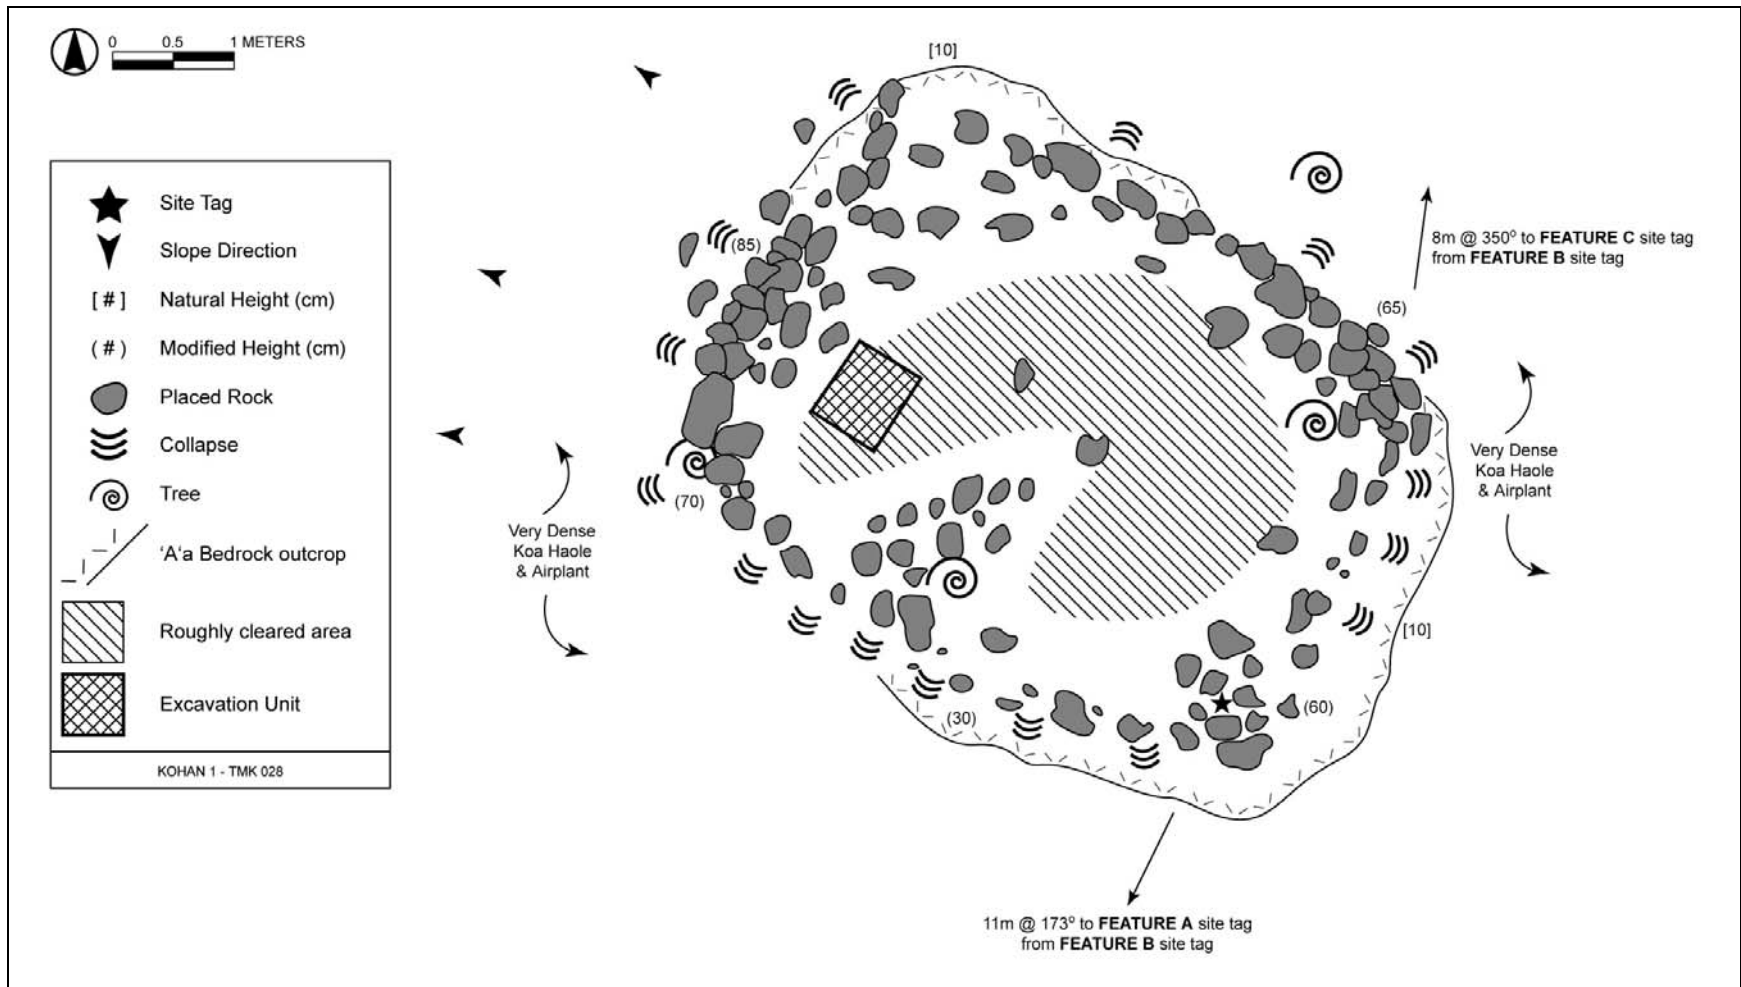 0 0.5 1 METERS
Site Tag
Slope Direction
[#] Natural Height (cm)
(#) Modified Height (cm)
Placed Rock
Collapse
Tree
‘A‘a Bedrock outcrop
Roughly cleared area
Excavation Unit
KOHAN 1 - TMK 028
[10]
(85)
8m @ 350º to FEATURE C site tag
from FEATURE B site tag
(65)
Very Dense
Koa Haole
& Airplant
(70)
Very Dense
Koa Haole
& Airplant
[10]
(60)
(30)
11m @ 173º to FEATURE A site tag
from FEATURE B site tag